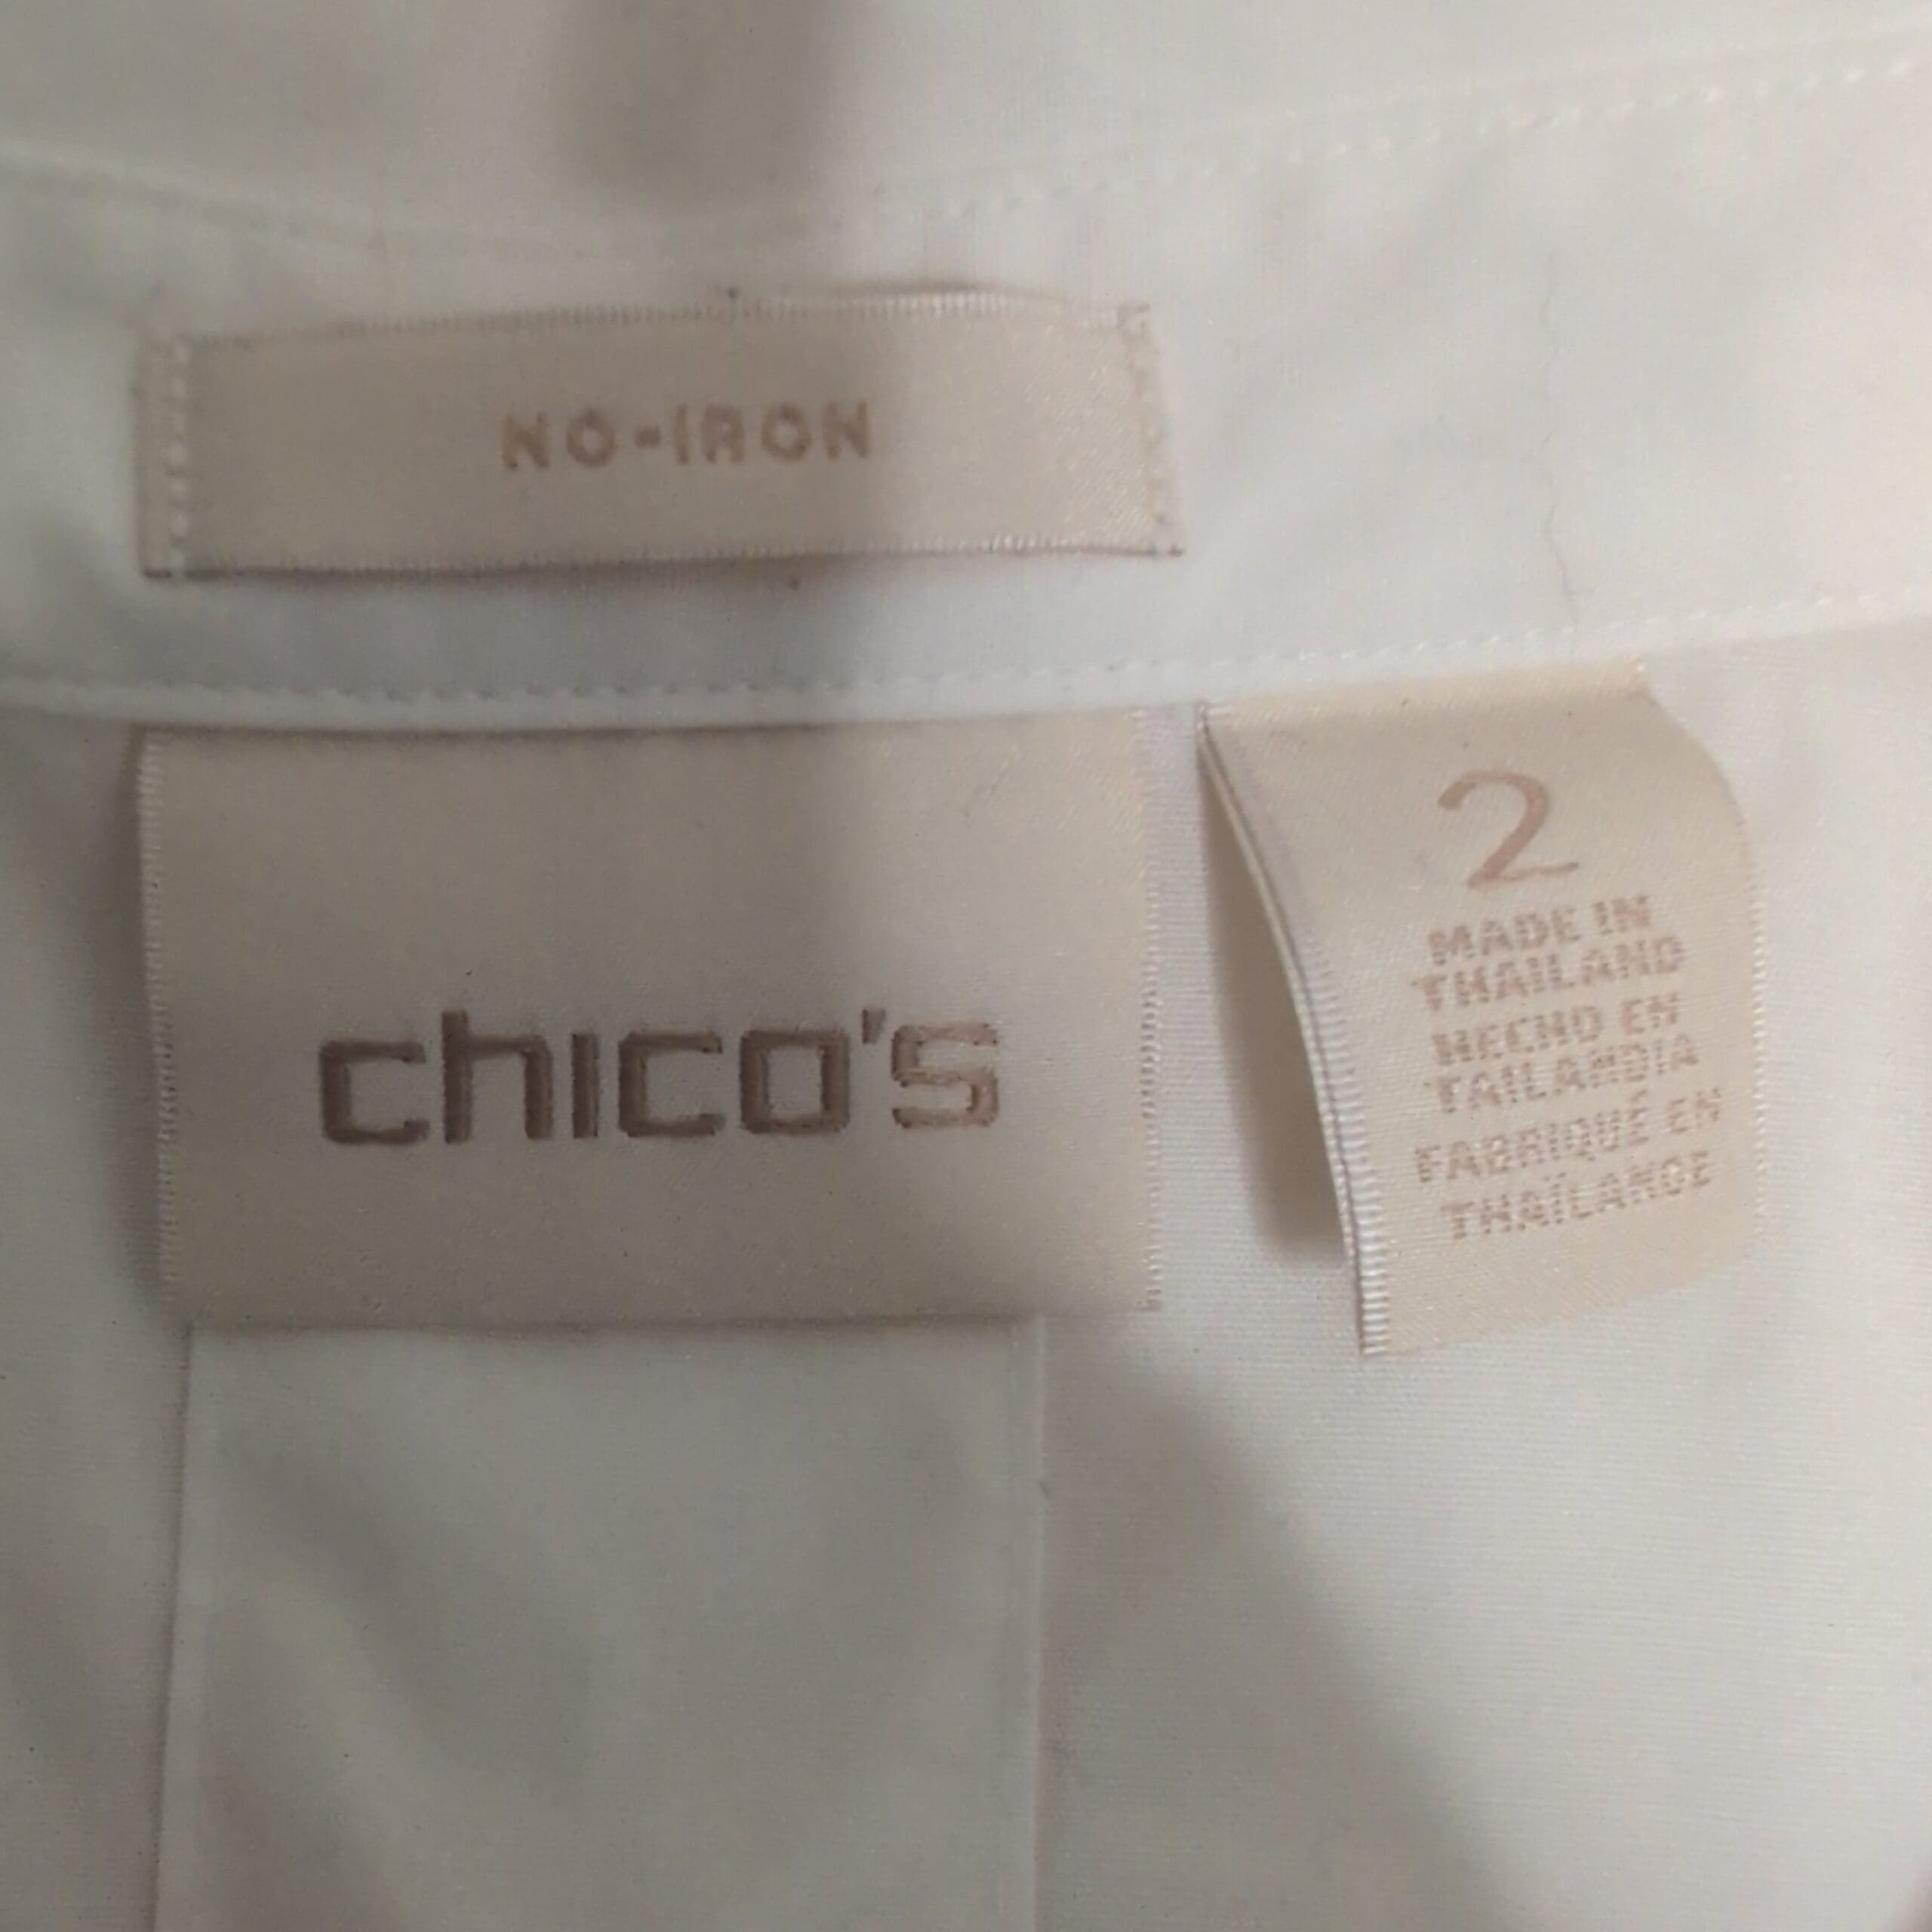 NO-IRON
chico's
2
MADE IN
THAILAND
HECHO EN
TAILANDIA
FABRIQUÉ EN
THAÏLANDE